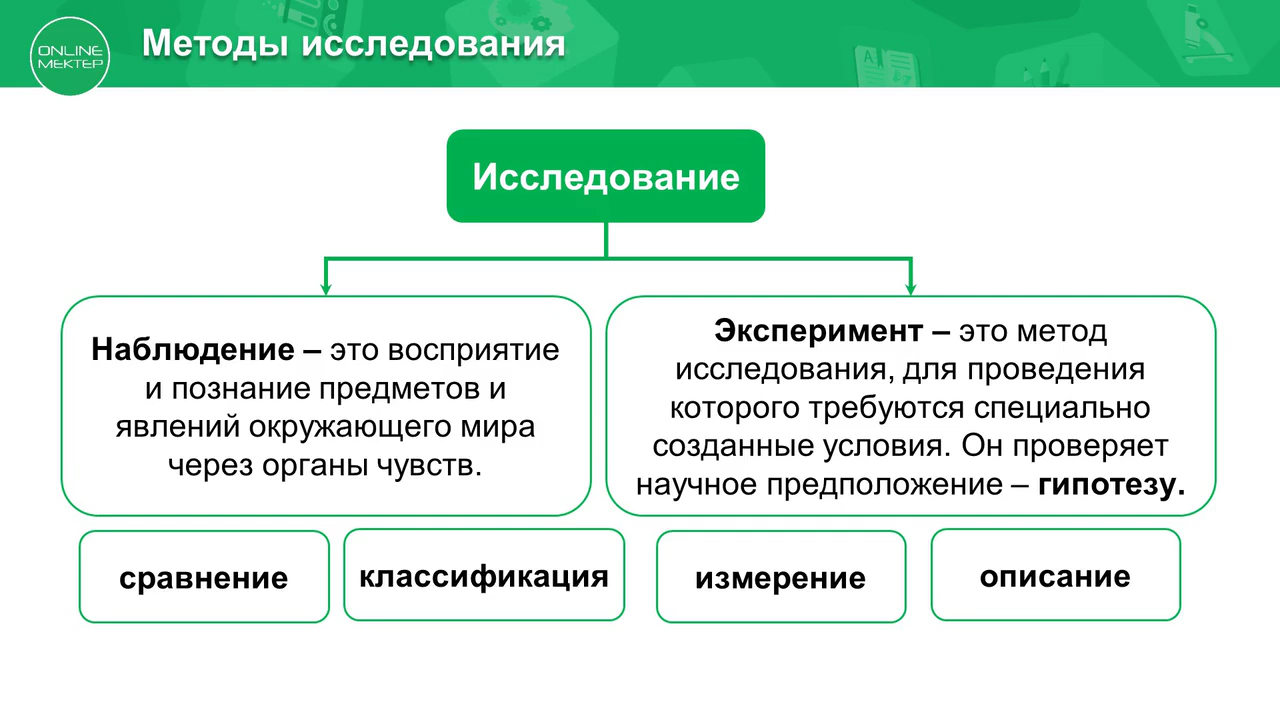 ONLINE
МЕКТЕР
Методы исследования
Исследование
Наблюдение – это восприятие
и познание предметов и
явлений окружающего мира
через органы чувств.
Эксперимент – это метод
исследования, для проведения
которого требуются специально
созданные условия. Он проверяет
научное предположение – гипотезу.
сравнение
классификация
измерение
описание